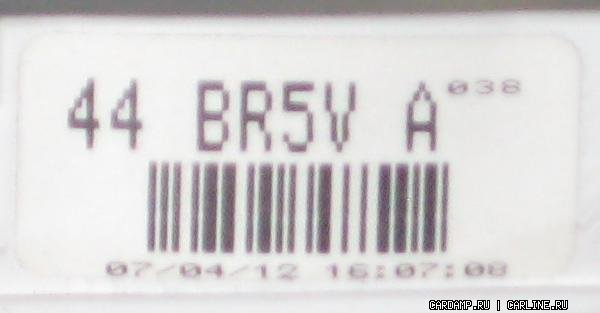 44 BR5V A 038
07/04/12 16:07:08
CARDAMP.RU | CARLINE.RU